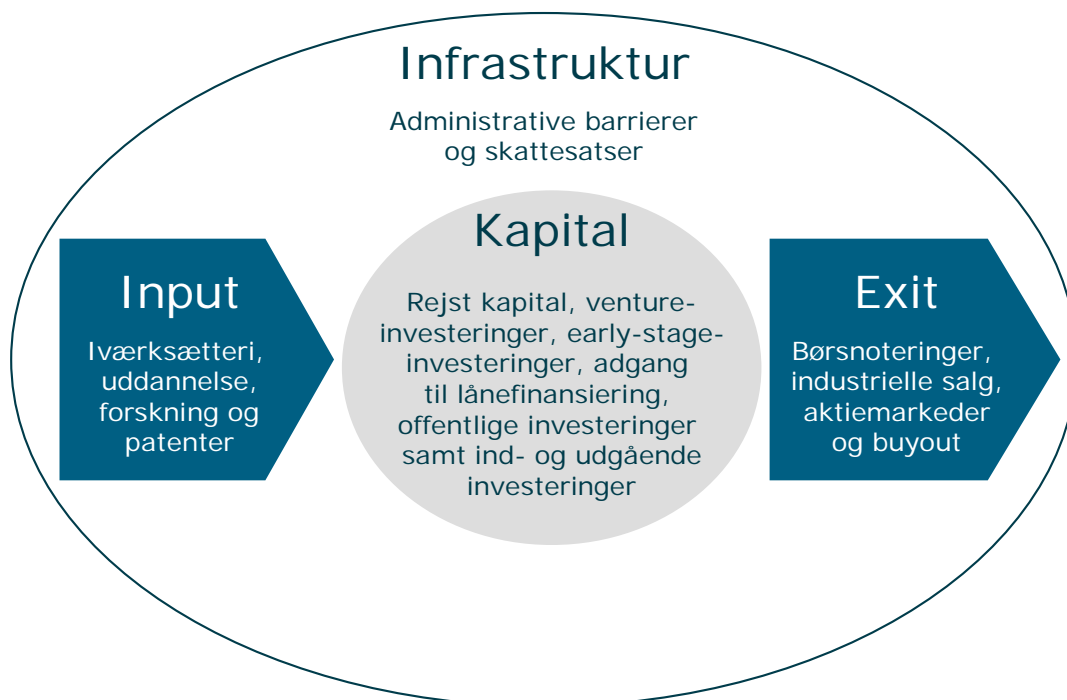 Infrastruktur
Administrative barrierer
og skattesatser
Input
Iværksætteri,
uddannelse,
forskning og
patenter
Kapital
Rejst kapital, venture-
investeringer, early-stage-
investeringer, adgang
til lånefinansiering,
offentlige investeringer
samt ind- og udgående
investeringer
Exit
Børsnoteringer,
industrielle salg,
aktiemarkeder
og buyout